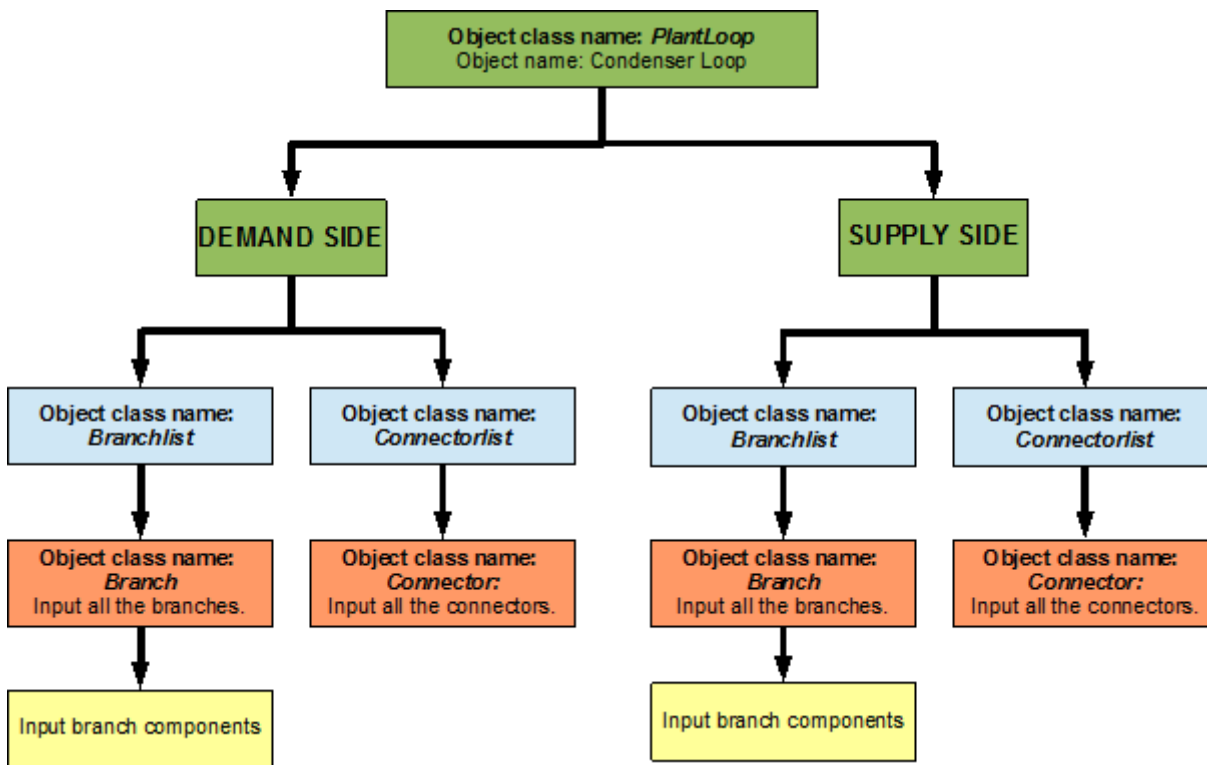 Object class name: PlantLoop
Object name: Condenser Loop
DEMAND SIDE
SUPPLY SIDE
Object class name:
Branchlist
Object class name:
Connectorlist
Object class name:
Branchlist
Object class name:
Connectorlist
Object class name:
Branch
Input all the branches.
Object class name:
Connector:
Input all the connectors.
Object class name:
Branch
Input all the branches.
Object class name:
Connector:
Input all the connectors.
Input branch components
Input branch components